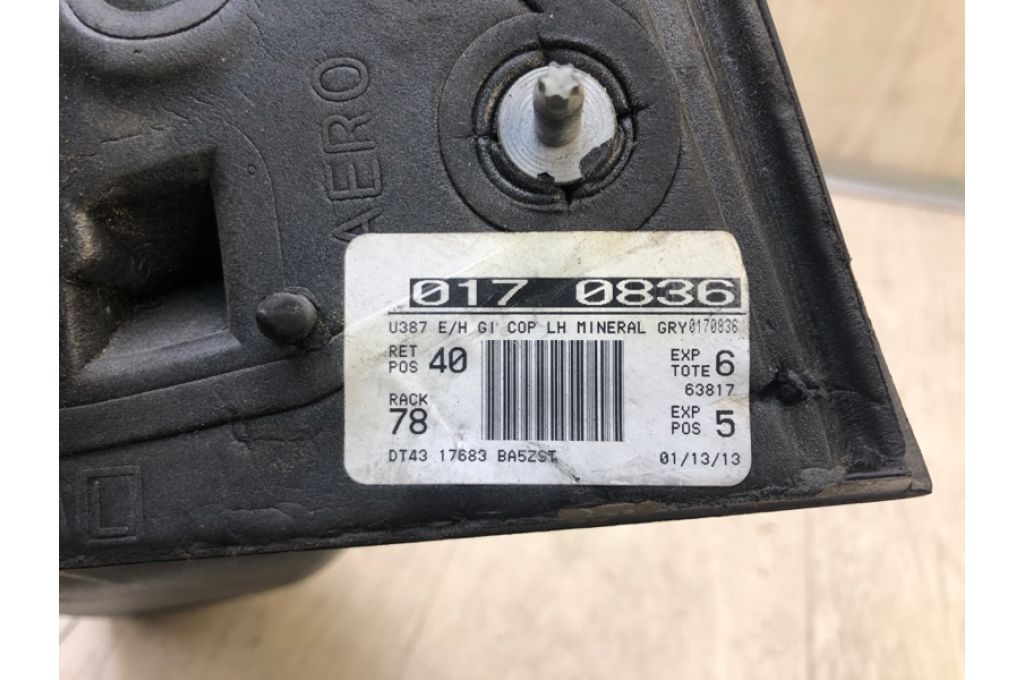 AERO
017 0836
U387 E/H GI COP LH MINERAL GRY0170836
RET POS 40
EXP TOTE 6
63817
RACK 78
EXP POS 5
DT43 17683 BA5ZST
01/13/13